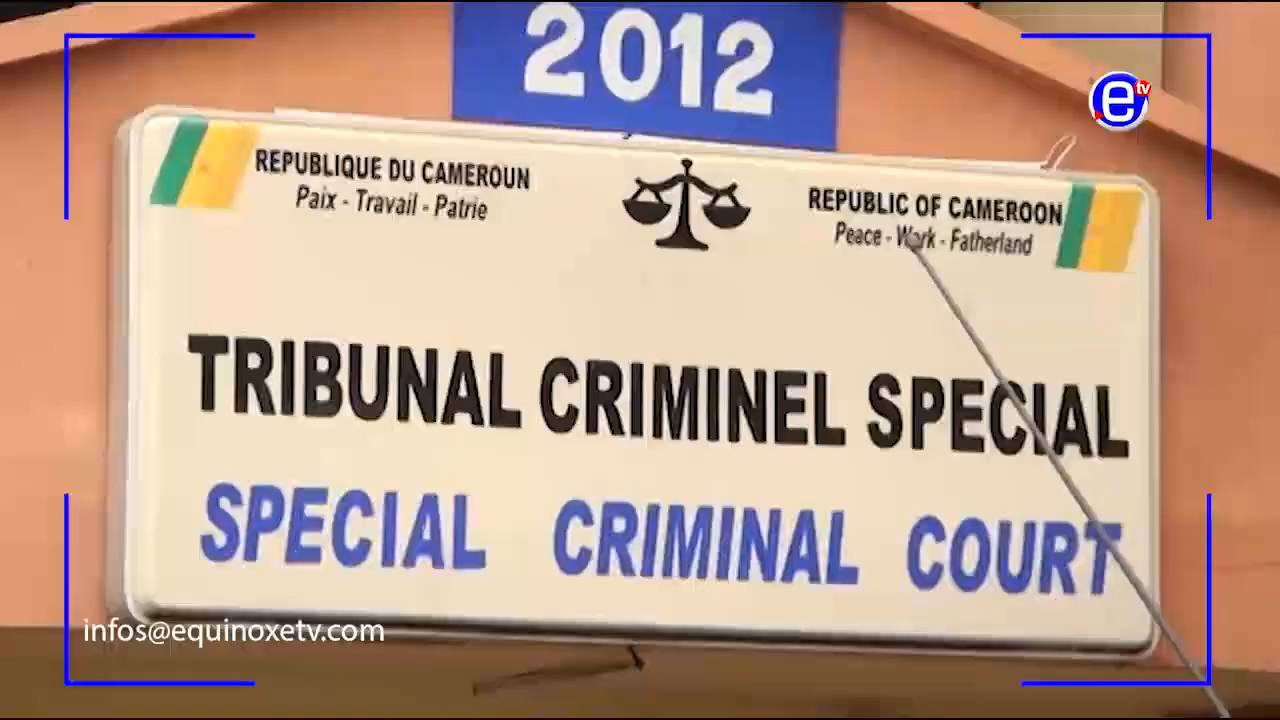 2012
REPUBLIQUE DU CAMEROUN
Paix - Travail - Patrie
REPUBLIC OF CAMEROON
Peace - Work - Fatherland
TRIBUNAL CRIMINEL SPECIAL
SPECIAL CRIMINAL COURT
e tv
infos@equinoxetv.com